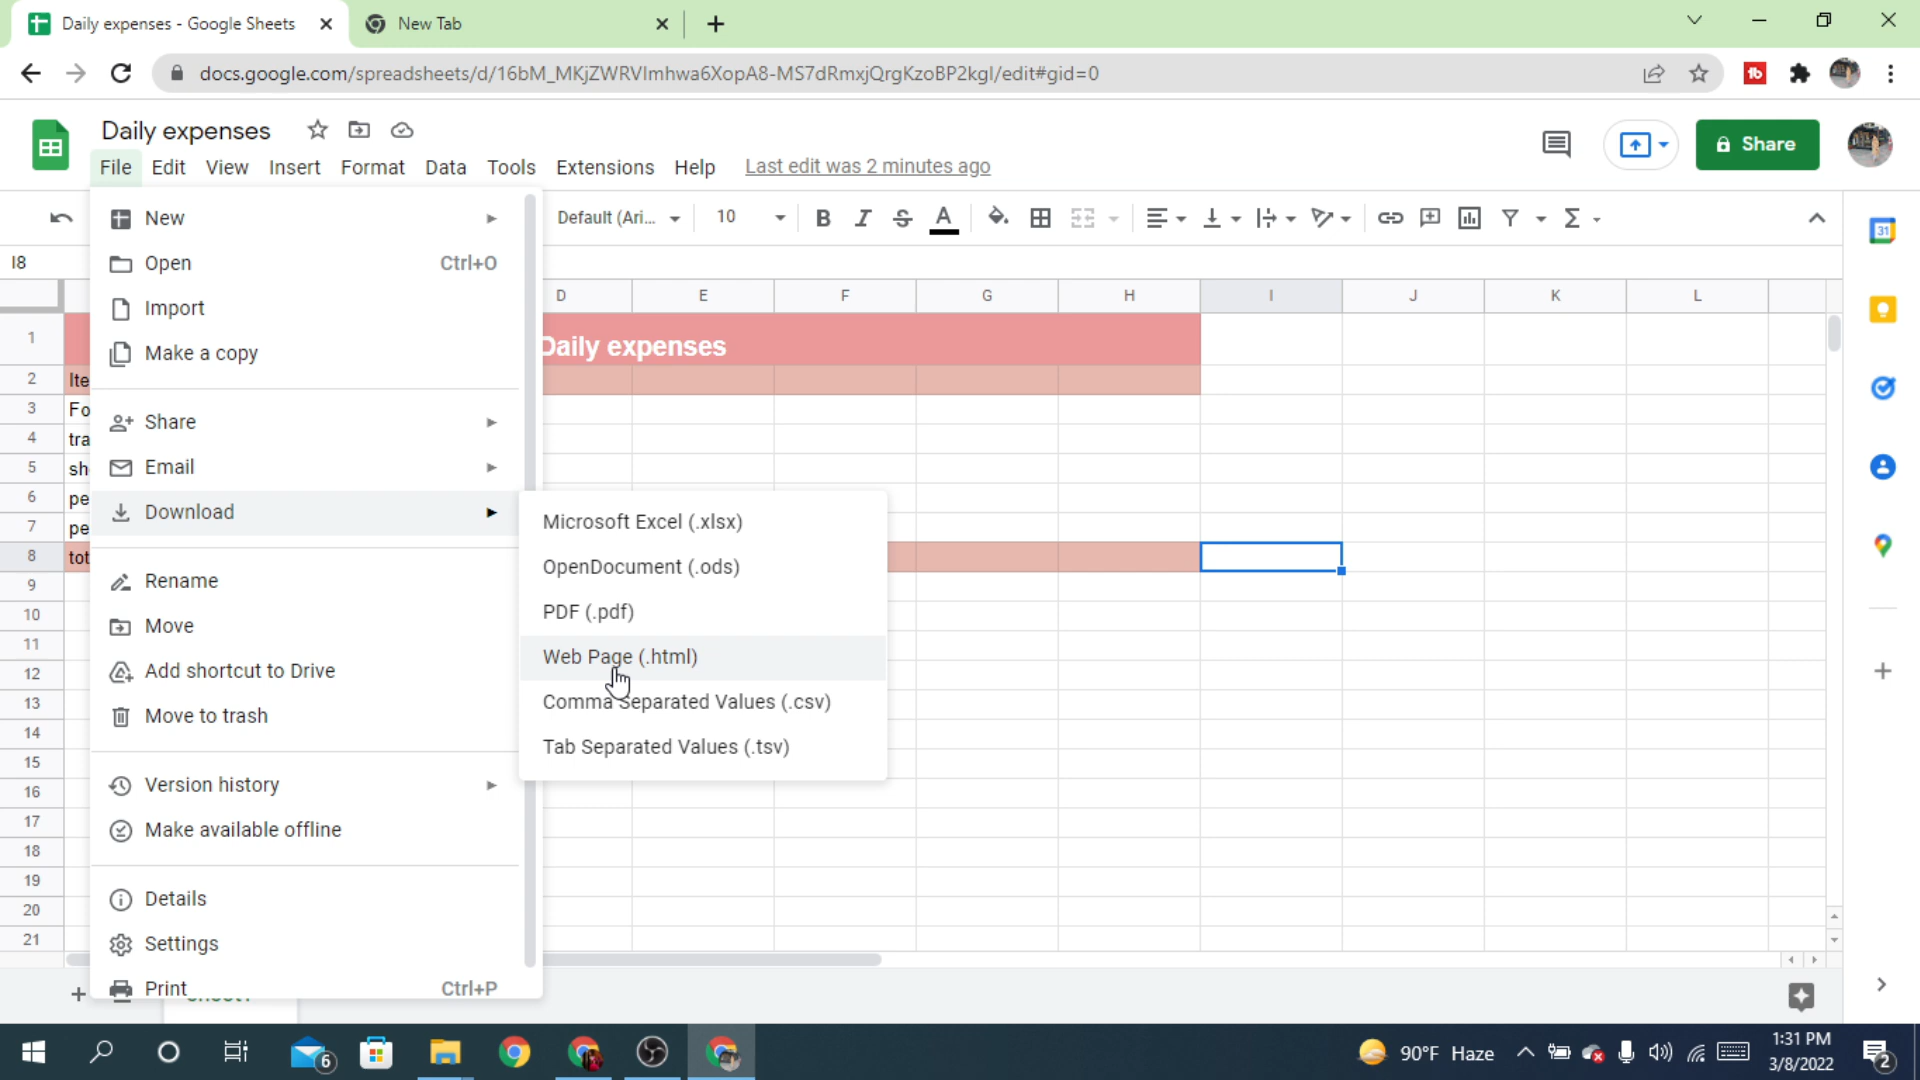 Daily expenses - Google Sheets
New Tab
docs.google.com/spreadsheets/d/16bM_MKjZWRVlmhwa6XopA8-MS7dRmxjQrgKzoBP2kgI/edit#gid=0
Daily expenses
File Edit View Insert Format Data Tools Extensions Help Last edit was 2 minutes ago
Share
Default (Ari... 10
I8
D E F G H I J K L
1 Daily expenses
2 Ite
3 Fo
4 tra
5 sh
6 pe
7 pe
8 tot
9
10
11
12
13
14
15
16
17
18
19
20
21
New
Open Ctrl+O
Import
Make a copy
Share
Email
Download
Rename
Move
Add shortcut to Drive
Move to trash
Version history
Make available offline
Details
Settings
Print Ctrl+P
Microsoft Excel (.xlsx)
OpenDocument (.ods)
PDF (.pdf)
Web Page (.html)
Comma Separated Values (.csv)
Tab Separated Values (.tsv)
31
6
90°F Haze
1:31 PM
3/8/2022
2